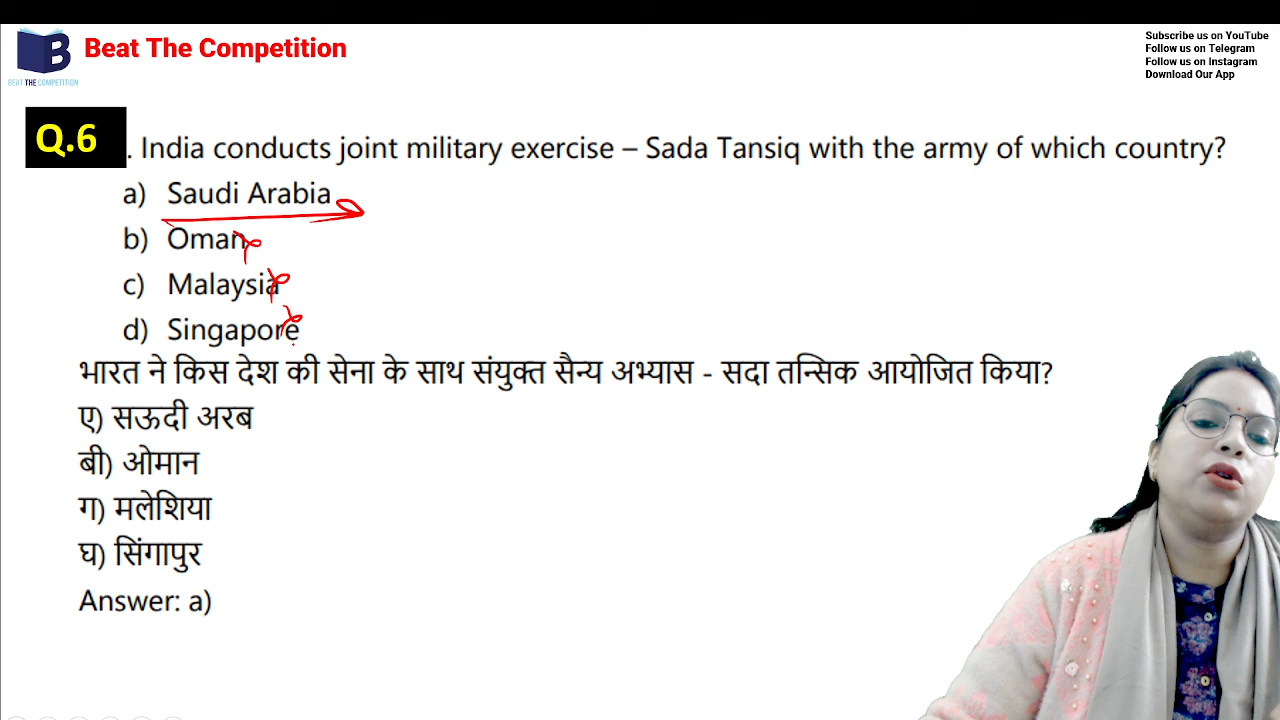 B
BEAT THE COMPETITION
Beat The Competition
Subscribe us on YouTube
Follow us on Telegram
Follow us on Instagram
Download Our App
Q.6 . India conducts joint military exercise – Sada Tansiq with the army of which country?
a) Saudi Arabia
b) Oman
c) Malaysia
d) Singapore
भारत ने किस देश की सेना के साथ संयुक्त सैन्य अभ्यास - सदा तन्सिक आयोजित किया?
ए) सऊदी अरब
बी) ओमान
ग) मलेशिया
घ) सिंगापुर
Answer: a)